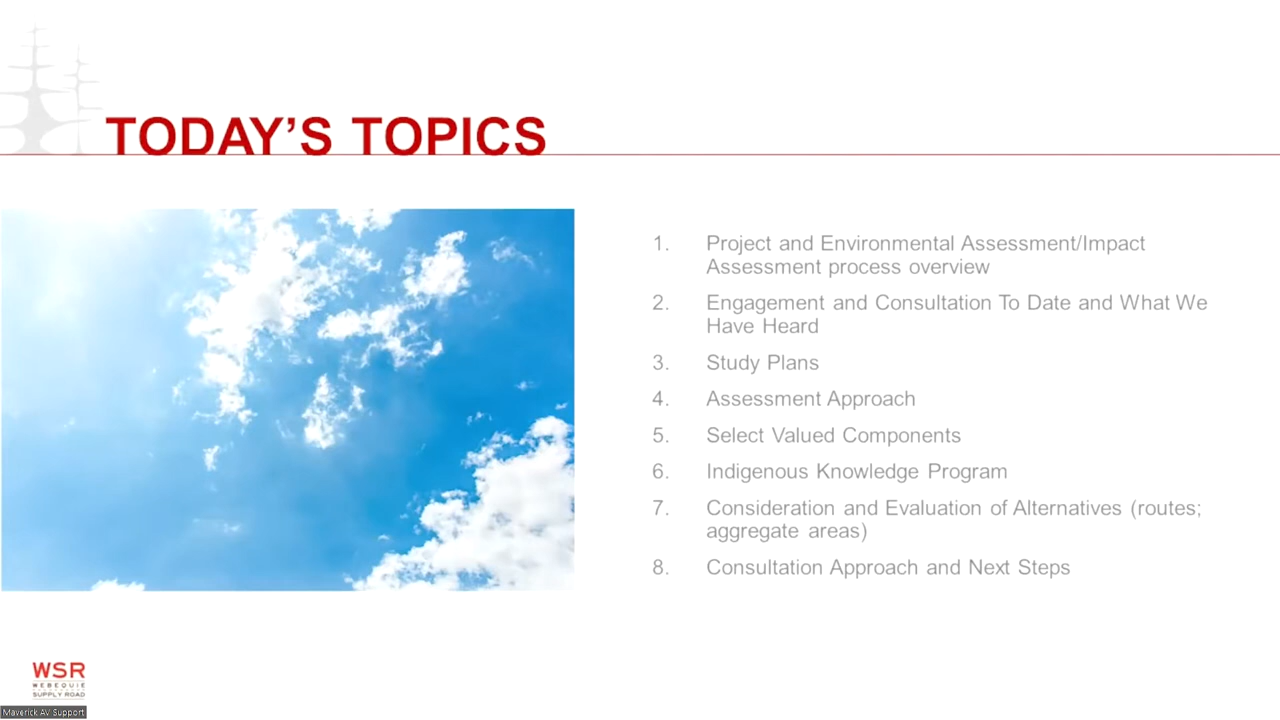 TODAY'S TOPICS
1. Project and Environmental Assessment/Impact
Assessment process overview
2. Engagement and Consultation To Date and What We
Have Heard
3. Study Plans
4. Assessment Approach
5. Select Valued Components
6. Indigenous Knowledge Program
7. Consideration and Evaluation of Alternatives (routes;
aggregate areas)
8. Consultation Approach and Next Steps
WSR
WEBEQUIE
SUPPLY ROAD
Maverick AV Support